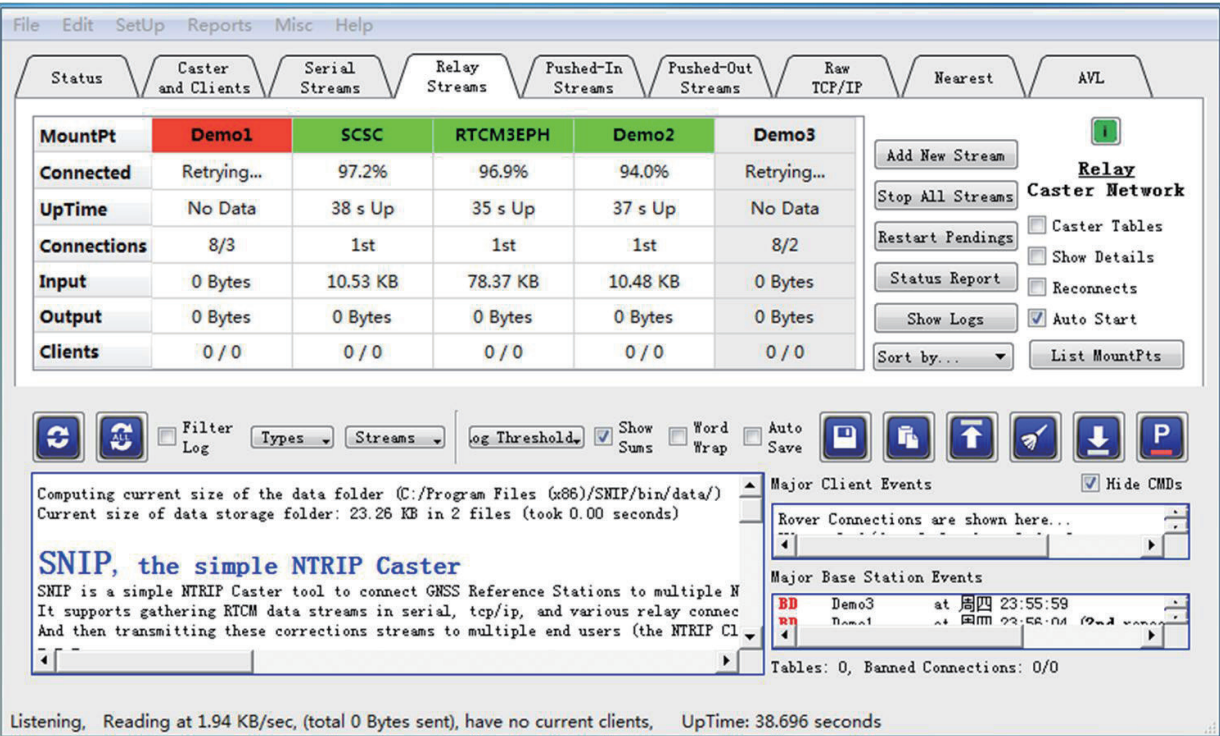 File Edit SetUp Reports Misc Help
Status
Caster and Clients
Serial Streams
Relay Streams
Pushed-In Streams
Pushed-Out Streams
Raw TCP/IP
Nearest
AVL
MountPt Demo1 SCSC RTCM3EPH Demo2 Demo3
Connected Retrying... 97.2% 96.9% 94.0% Retrying...
UpTime No Data 38 s Up 35 s Up 37 s Up No Data
Connections 8/3 1st 1st 1st 8/2
Input 0 Bytes 10.53 KB 78.37 KB 10.48 KB 0 Bytes
Output 0 Bytes 0 Bytes 0 Bytes 0 Bytes 0 Bytes
Clients 0 / 0 0 / 0 0 / 0 0 / 0 0 / 0
Add New Stream
Stop All Streams
Restart Pendings
Status Report
Show Logs
Sort by...
i
Relay
Caster Network
Caster Tables
Show Details
Reconnects
Auto Start
List MountPts
ALL
Filter
Log
Types
Streams
og Threshold
Show
Sums
Word
Wrap
Auto
Save
P
Computing current size of the data folder (C:/Program Files (x86)/SNIP/bin/data/)
Current size of data storage folder: 23.26 KB in 2 files (took 0.00 seconds)
SNIP, the simple NTRIP Caster
SNIP is a simple NTRIP Caster tool to connect GNSS Reference Stations to multiple N
It supports gathering RTCM data streams in serial, tcp/ip, and various relay connec
And then transmitting these corrections streams to multiple end users (the NTRIP Cl
Major Client Events
Hide CMDs
Rover Connections are shown here...
Major Base Station Events
BD Demo3 at 周四 23:55:59
BD Demo1 at 周四 23:56:04 (2nd
Tables: 0, Banned Connections: 0/0
Listening, Reading at 1.94 KB/sec, (total 0 Bytes sent), have no current clients, UpTime: 38.696 seconds